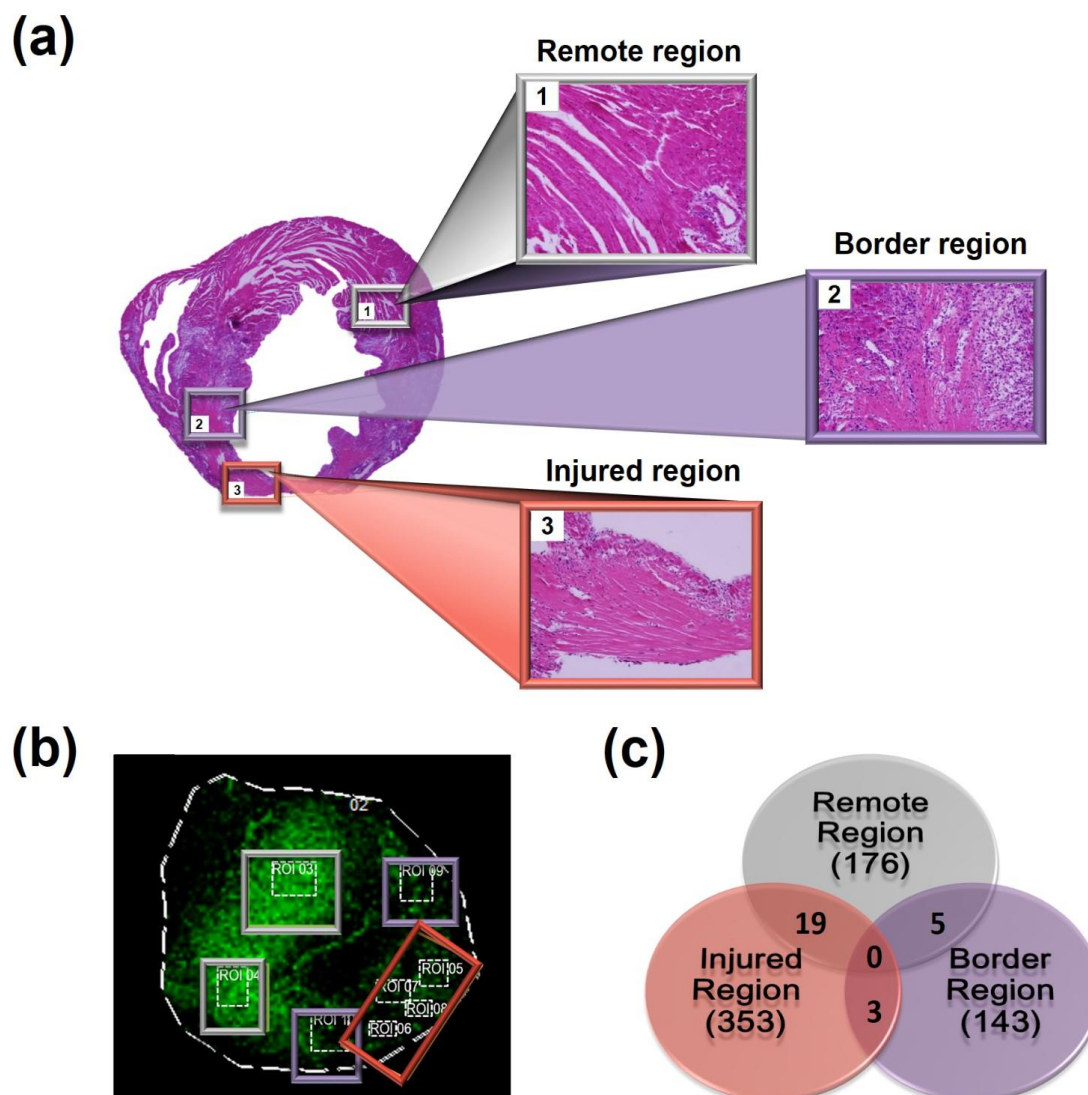 (a)
Remote region
1
Border region
2
1
2
3
Injured region
3
(b)
02
ROI 03
ROI 09
ROI 04
ROI 05
ROI 07
ROI 08
ROI 06
ROI 1
(c)
Remote
Region
(176)
19
5
0
Injured
Region
(353)
Border
Region
(143)
3